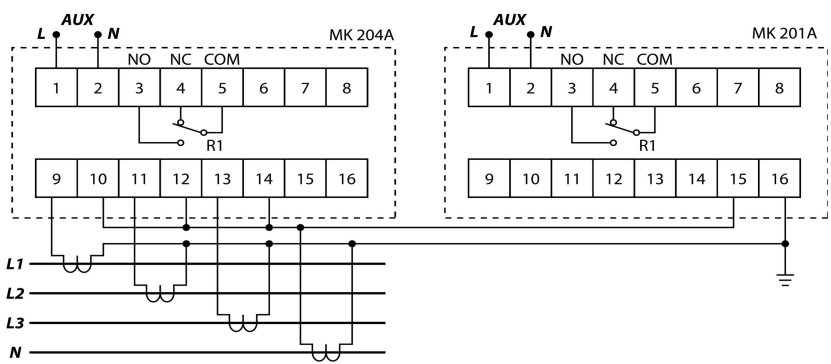 AUX AUX
L N MK 204A L N MK 201A
NO NC COM NO NC COM
1 2 3 4 5 6 7 8 1 2 3 4 5 6 7 8
R1 R1
9 10 11 12 13 14 15 16 9 10 11 12 13 14 15 16
L1
L2
L3
N